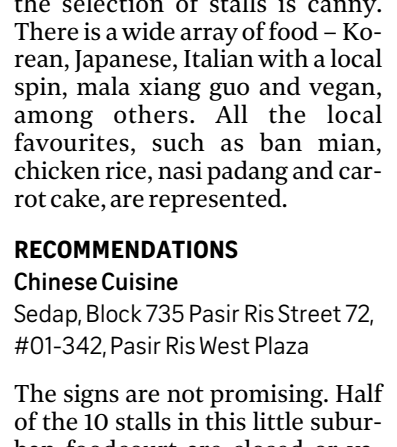 the selection of stalls is canny.
There is a wide array of food – Ko-
rean, Japanese, Italian with a local
spin, mala xiang guo and vegan,
among others. All the local
favourites, such as ban mian,
chicken rice, nasi padang and car-
rot cake, are represented.
RECOMMENDATIONS
Chinese Cuisine
Sedap, Block 735 Pasir Ris Street 72,
#01-342, Pasir Ris West Plaza
The signs are not promising. Half
of the 10 stalls in this little subur-
ban foodcourt are closed or va-